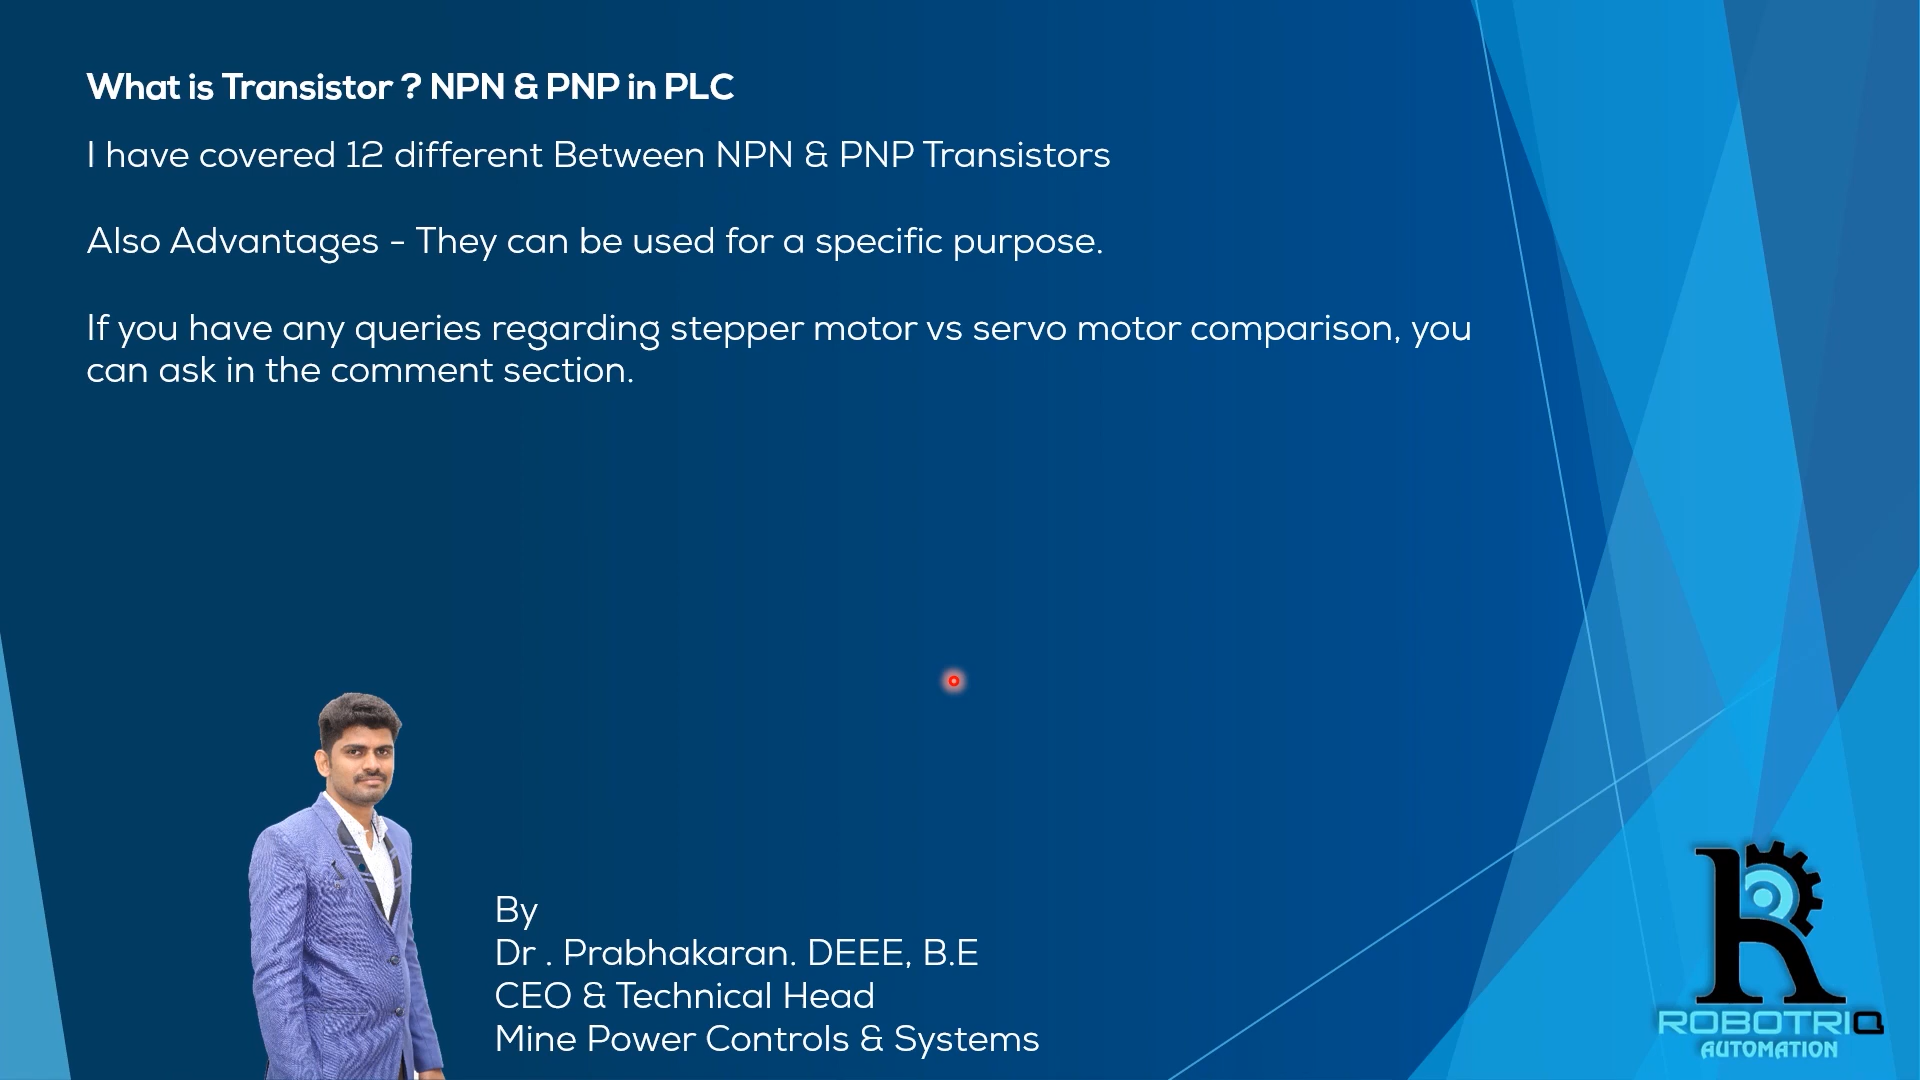 What is Transistor ? NPN & PNP in PLC
I have covered 12 different Between NPN & PNP Transistors
Also Advantages - They can be used for a specific purpose.
If you have any queries regarding stepper motor vs servo motor comparison, you
can ask in the comment section.
By
Dr . Prabhakaran. DEEE, B.E
CEO & Technical Head
Mine Power Controls & Systems
ROBOTRIQ
AUTOMATION